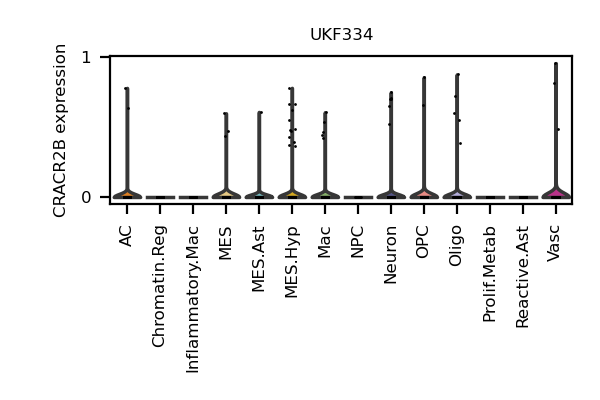 UKF334
CRACR2B expression
1
0
AC
Chromatin.Reg
Inflammatory.Mac
MES
MES.Ast
MES.Hyp
Mac
NPC
Neuron
OPC
Oligo
Prolif.Metab
Reactive.Ast
Vasc